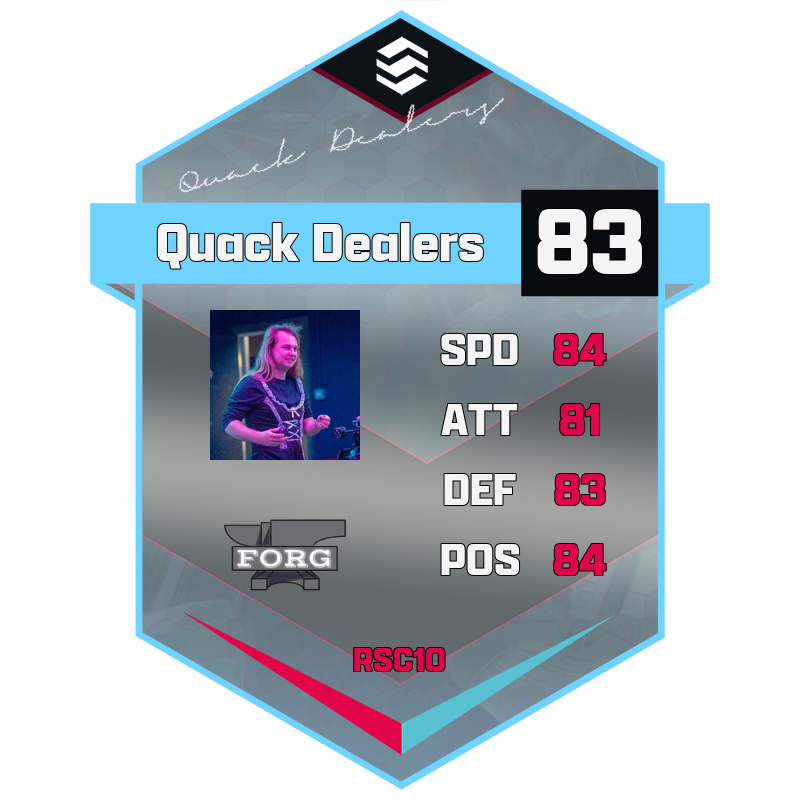 Quack Dealers
Quack Dealers 83
SPD 84
ATT 81
DEF 83
POS 84
FORG
RSC10